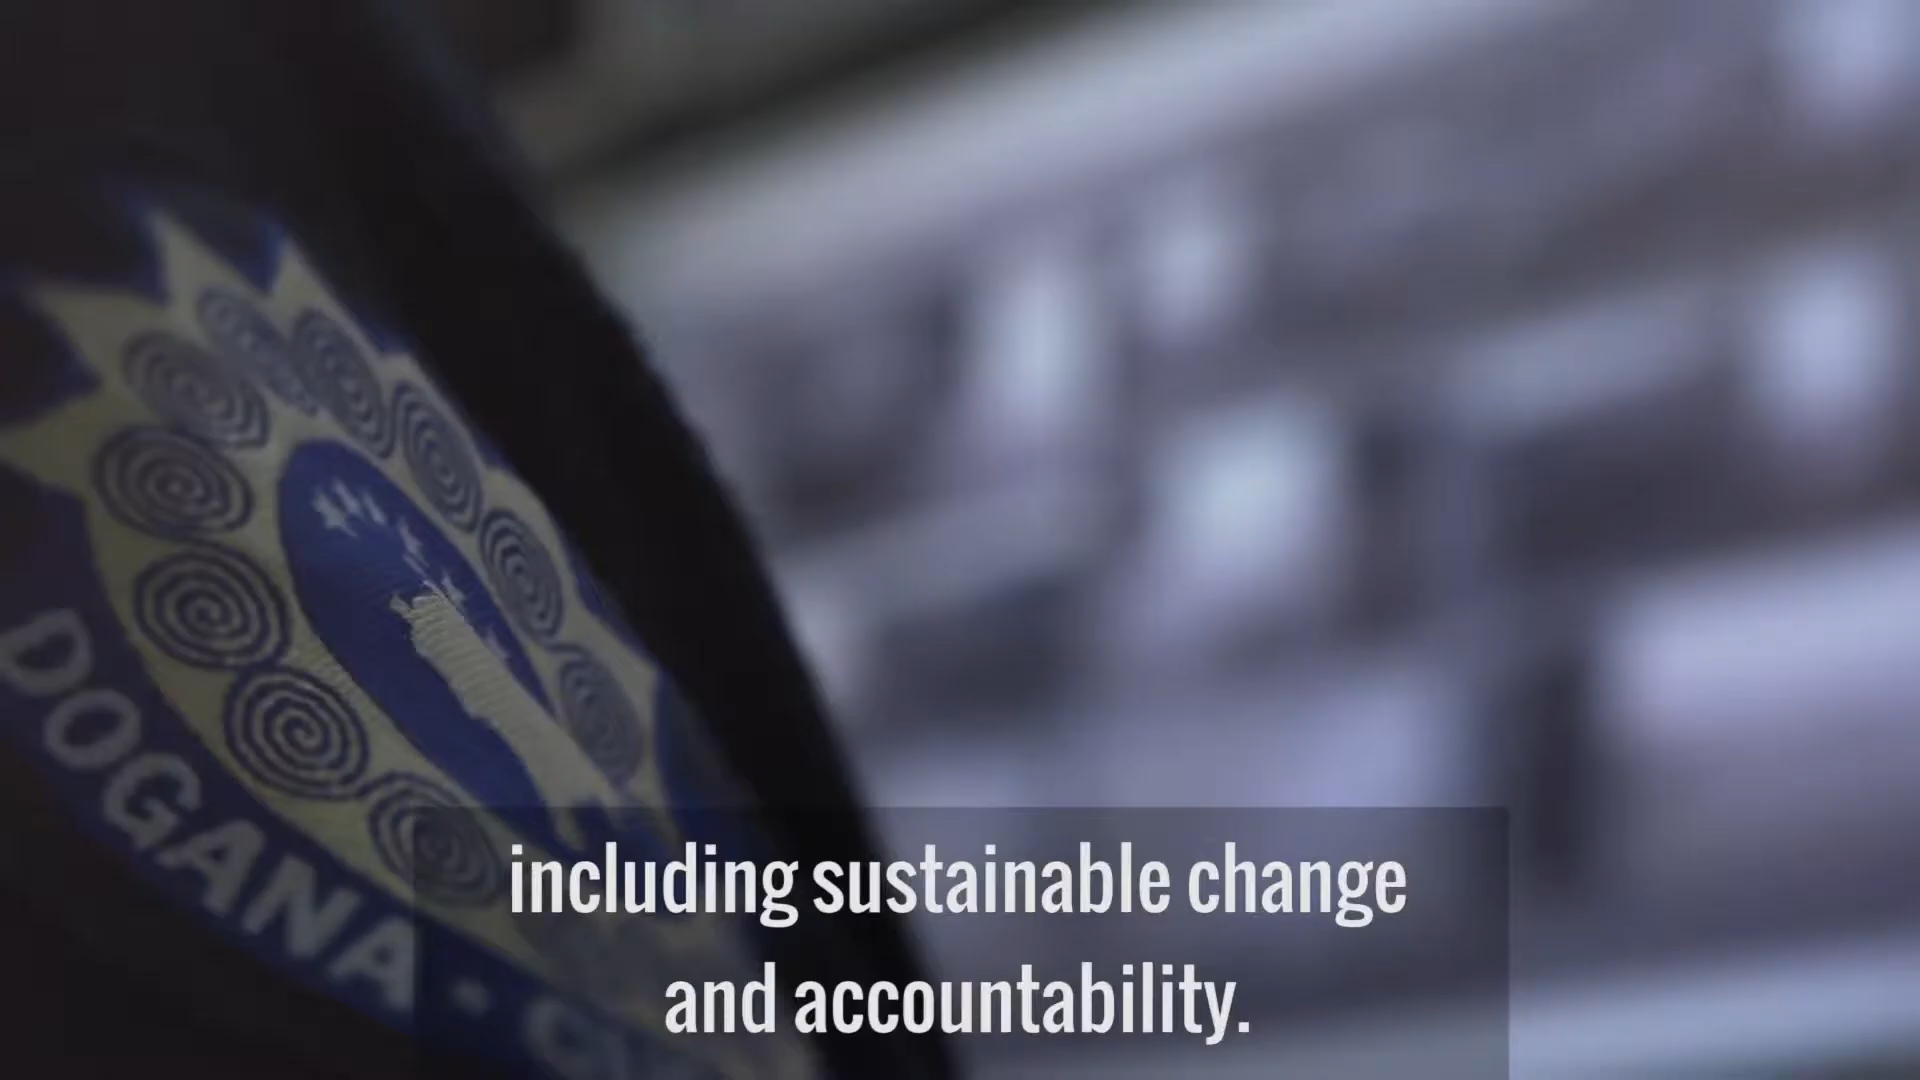 DOGANA
including sustainable change
and accountability.